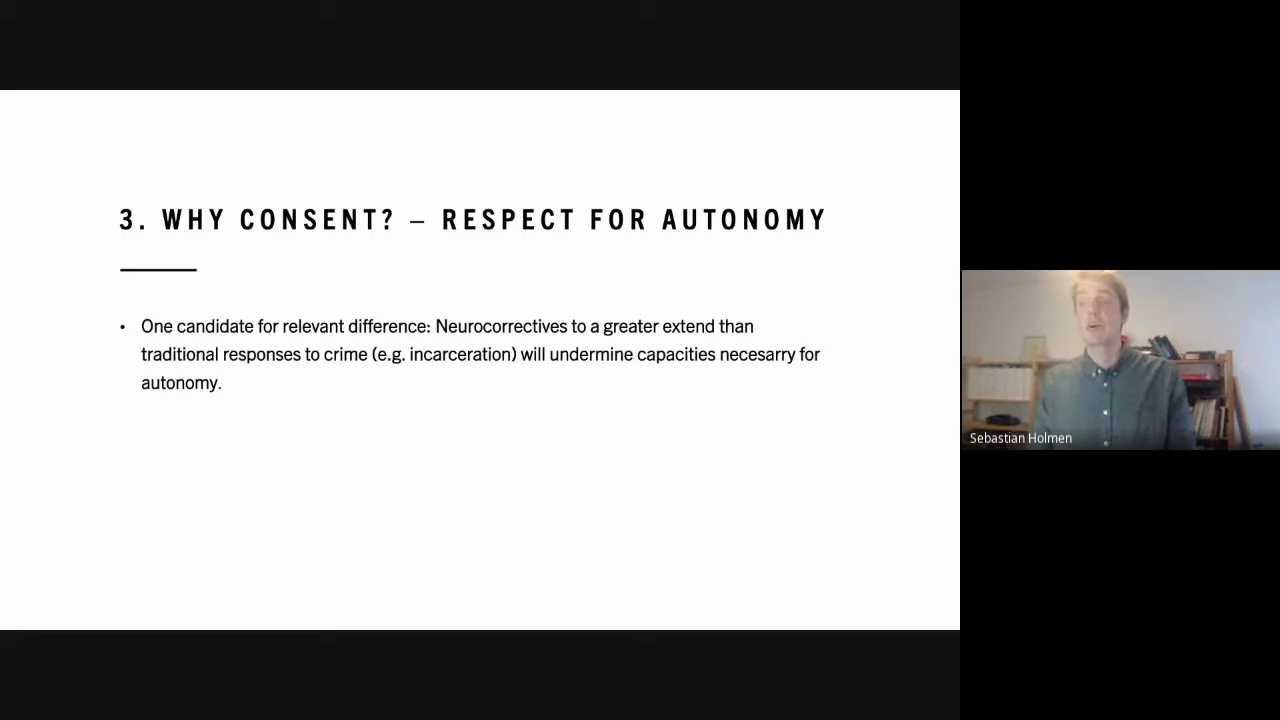 3. WHY CONSENT? – RESPECT FOR AUTONOMY
• One candidate for relevant difference: Neurocorrectives to a greater extend than
traditional responses to crime (e.g. incarceration) will undermine capacities necesarry for
autonomy.
Sebastian Holmen